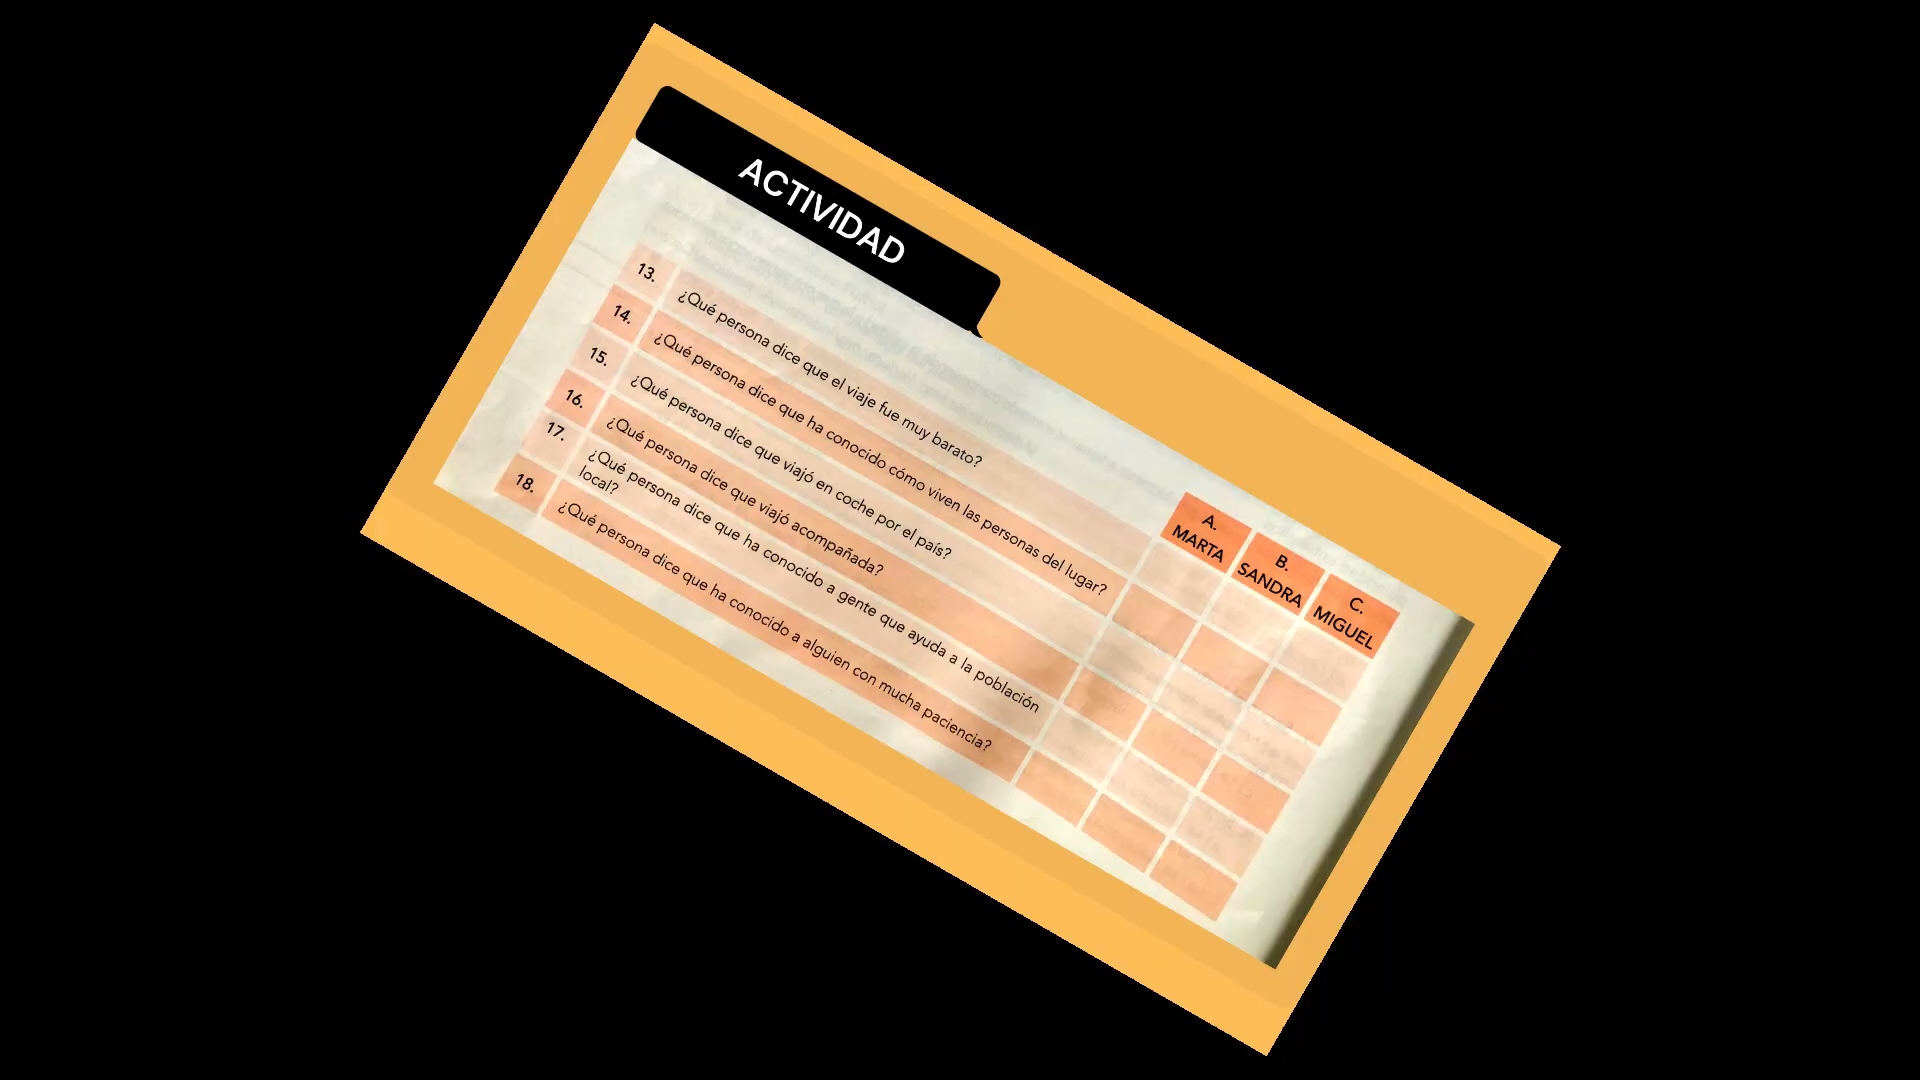 ACTIVIDAD
A.
MARTA
B.
SANDRA
C.
MIGUEL
13. ¿Qué persona dice que el viaje fue muy barato?
14. ¿Qué persona dice que ha conocido cómo viven las personas del lugar?
15. ¿Qué persona dice que viajó en coche por el país?
16. ¿Qué persona dice que viajó acompañada?
17. ¿Qué persona dice que ha conocido a gente que ayuda a la población
local?
18. ¿Qué persona dice que ha conocido a alguien con mucha paciencia?